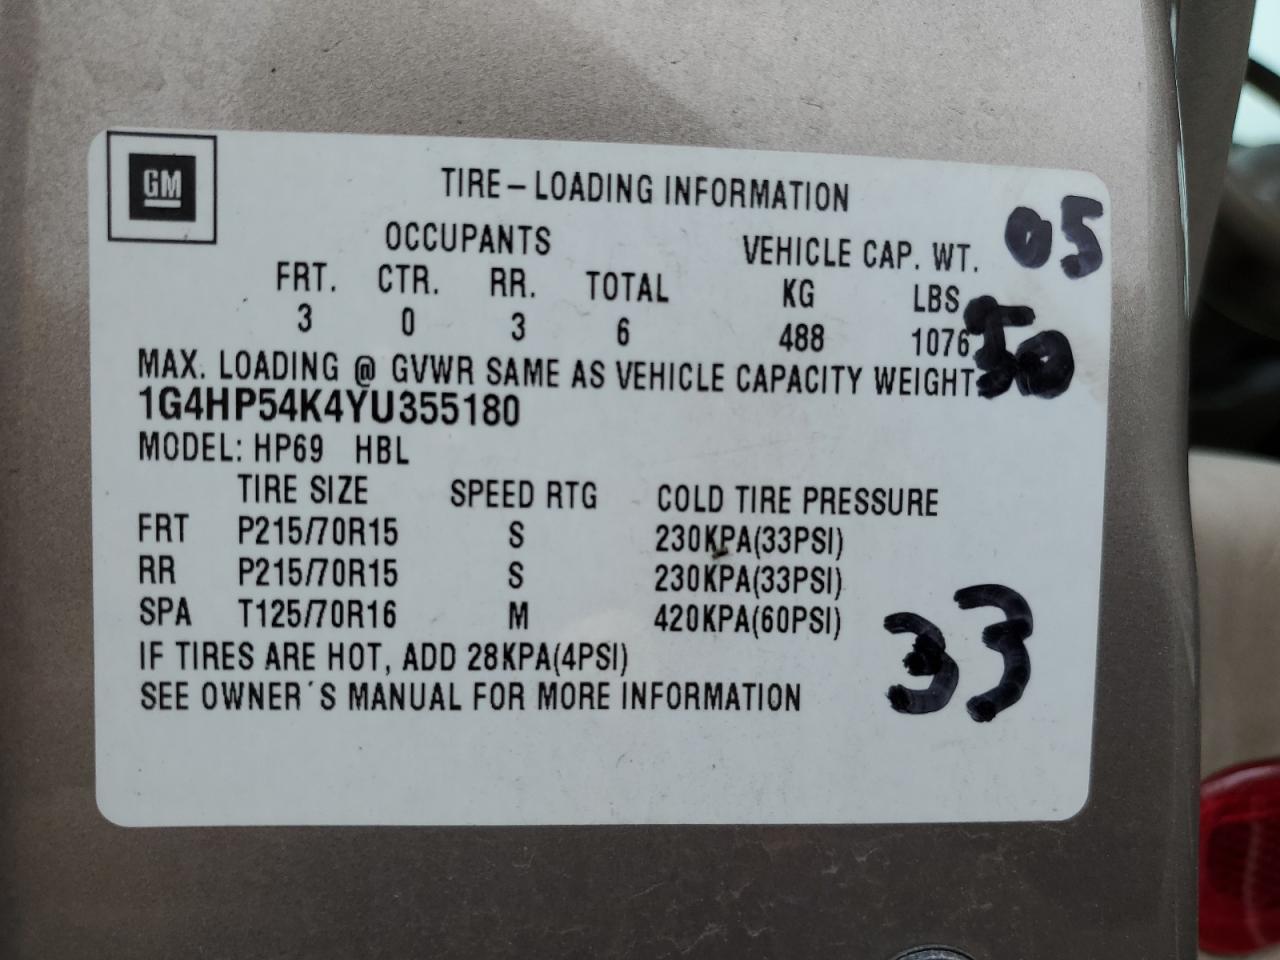 GM
TIRE-LOADING INFORMATION
05
OCCUPANTS VEHICLE CAP. WT.
FRT. CTR. RR. TOTAL KG LBS
3 0 3 6 488 1076
50
MAX. LOADING @ GVWR SAME AS VEHICLE CAPACITY WEIGHT
1G4HP54K4YU355180
MODEL: HP69 HBL
TIRE SIZE SPEED RTG COLD TIRE PRESSURE
FRT P215/70R15 S 230KPA(33PSI)
RR P215/70R15 S 230KPA(33PSI)
SPA T125/70R16 M 420KPA(60PSI)
33
IF TIRES ARE HOT, ADD 28KPA(4PSI)
SEE OWNER´S MANUAL FOR MORE INFORMATION